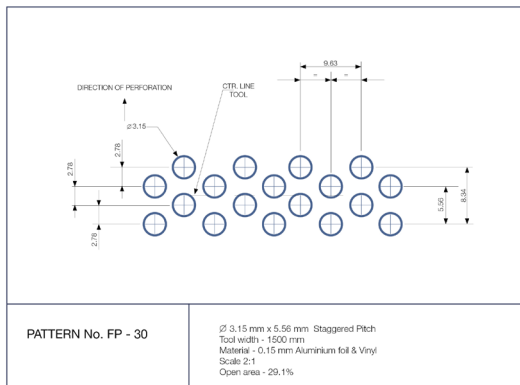 9.63
= =
DIRECTION OF PERFORATION
CTR. LINE
TOOL
Ø 3.15
2.78
2.78
2.78
5.56
8.34
PATTERN No. FP - 30
Ø 3.15 mm x 5.56 mm Staggered Pitch
Tool width - 1500 mm
Material - 0.15 mm Aluminium foil & Vinyl
Scale 2:1
Open area - 29.1%